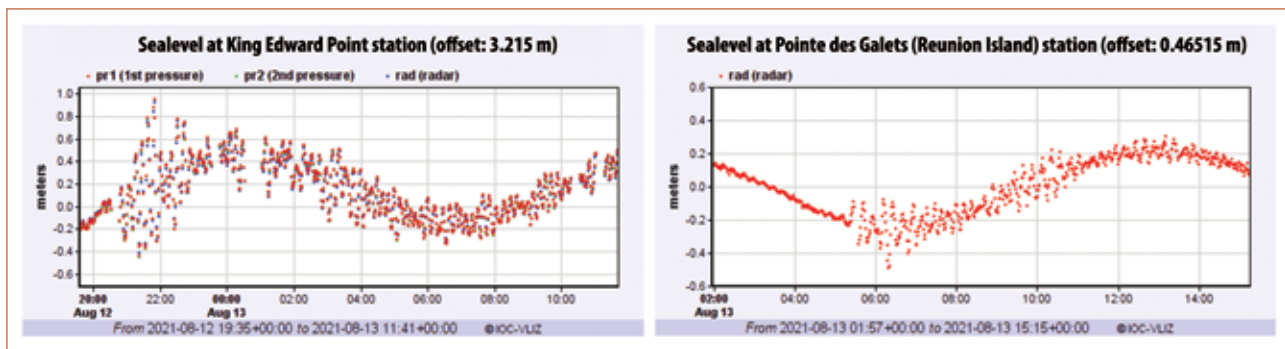 Sealevel at King Edward Point station (offset: 3.215 m)
pr1 (1st pressure) pr2 (2nd pressure) rad (radar)
1.0
0.8
0.6
0.4
0.2
0.0
-0.2
-0.4
-0.6
meters
20:00 22:00 00:00 02:00 04:00 06:00 08:00 10:00
Aug 12 Aug 13
From 2021-08-12 19:35+00:00 to 2021-08-13 11:41+00:00 ©IOC-VLIZ
Sealevel at Pointe des Galets (Reunion Island) station (offset: 0.46515 m)
rad (radar)
0.6
0.4
0.2
0.0
-0.2
-0.4
-0.6
meters
02:00 04:00 06:00 08:00 10:00 12:00 14:00
Aug 13
From 2021-08-13 01:57+00:00 to 2021-08-13 15:15+00:00 ©IOC-VLIZ